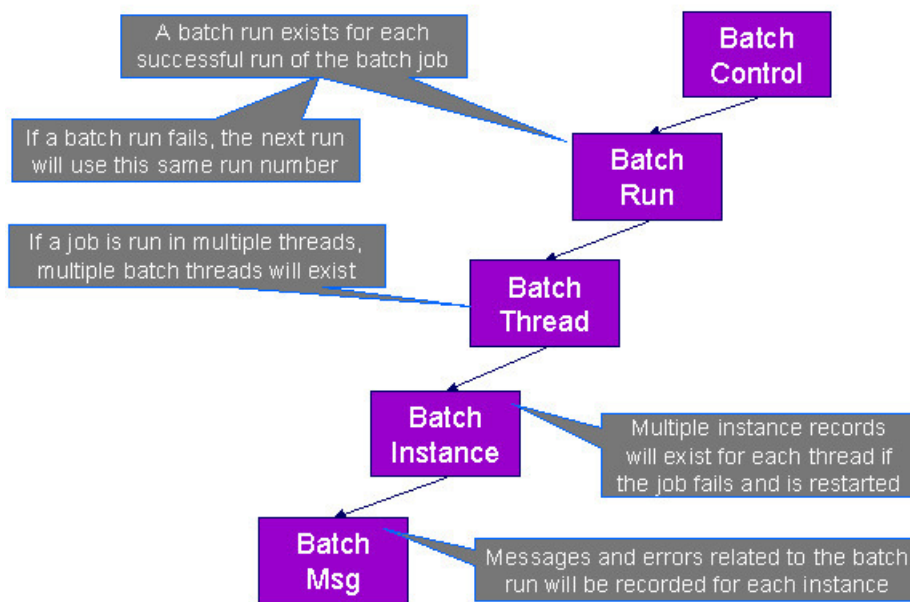 A batch run exists for each
successful run of the batch job
Batch
Control
If a batch run fails, the next run
will use this same run number
Batch
Run
If a job is run in multiple threads,
multiple batch threads will exist
Batch
Thread
Batch
Instance
Multiple instance records
will exist for each thread if
the job fails and is restarted
Batch
Msg
Messages and errors related to the batch
run will be recorded for each instance